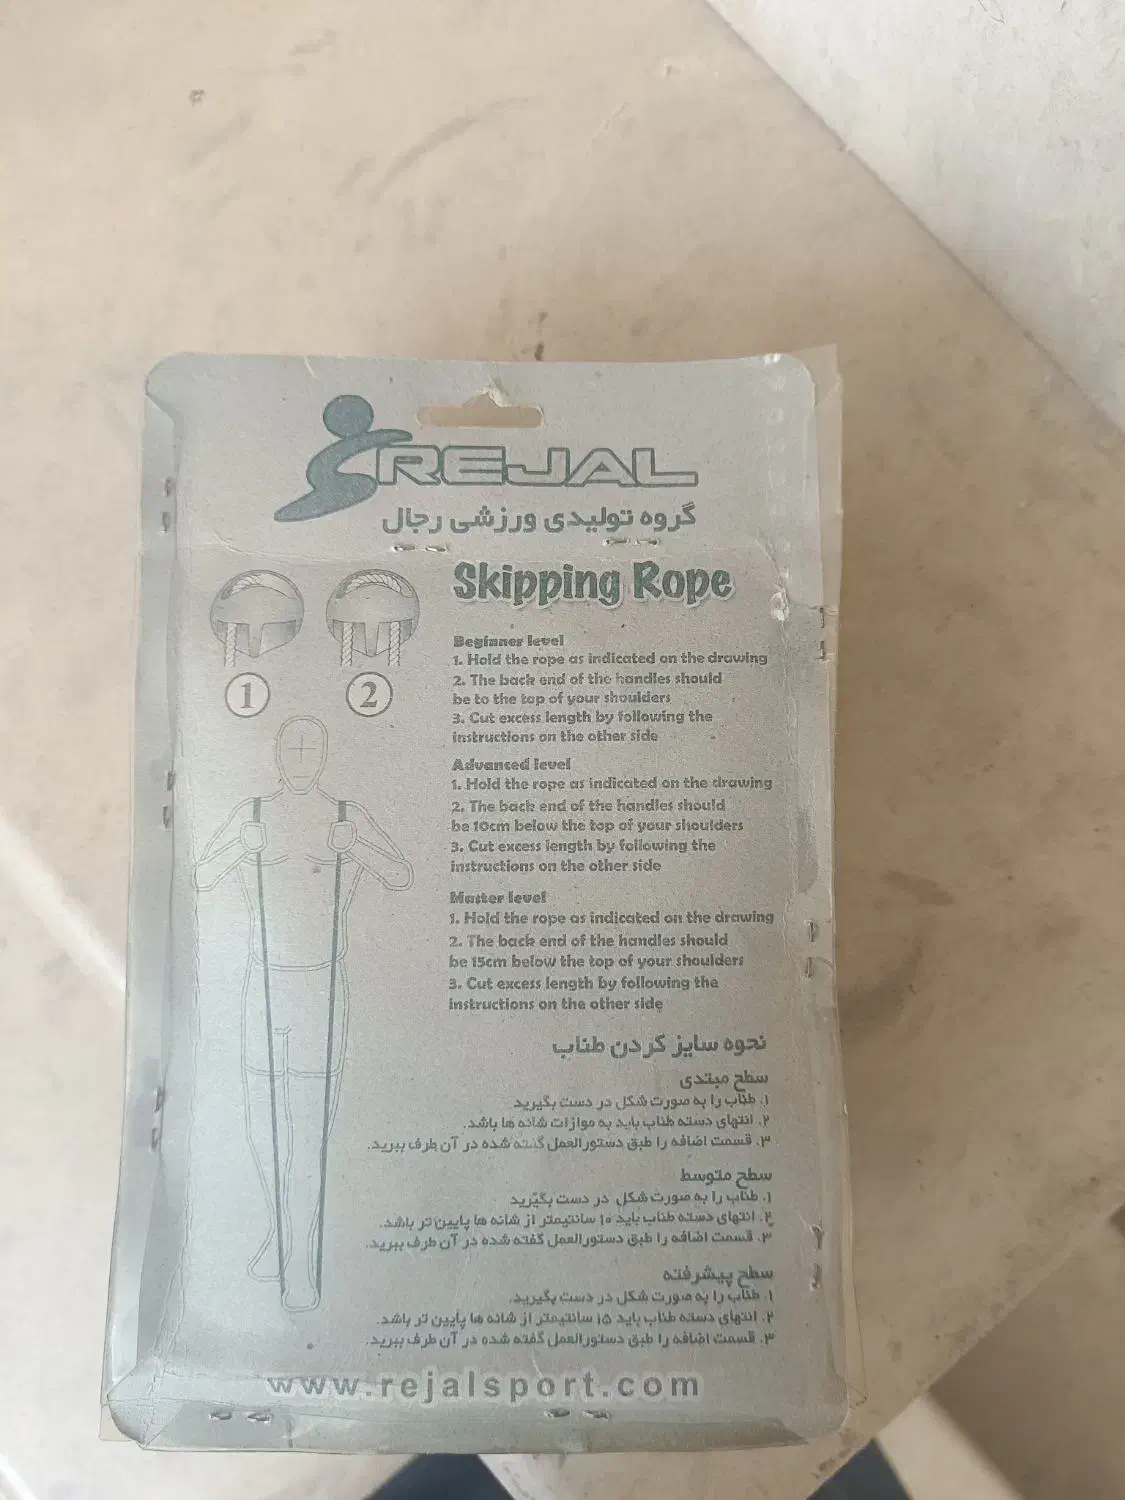 REJAL
گروه تولیدی ورزشی رجال
Skipping Rope
1
2
Beginner level
1. Hold the rope as indicated on the drawing
2. The back end of the handles should
be to the top of your shoulders
3. Cut excess length by following the
instructions on the other side
Advanced level
1. Hold the rope as indicated on the drawing
2. The back end of the handles should
be 10cm below the top of your shoulders
3. Cut excess length by following the
instructions on the other side
Master level
1. Hold the rope as indicated on the drawing
2. The back end of the handles should
be 15cm below the top of your shoulders
3. Cut excess length by following the
instructions on the other side
نحوه سایز کردن طناب
سطح مبتدی
۱. طناب را به صورت شکل در دست بگیرید
۲. انتهای دسته طناب باید به موازات شانه ها باشد.
۳. قسمت اضافه را طبق دستورالعمل گفته شده در آن طرف ببرید.
سطح متوسط
۱. طناب را به صورت شکل در دست بگیرید
۲. انتهای دسته طناب باید ۱۰ سانتیمتر از شانه ها پایین تر باشد.
۳. قسمت اضافه را طبق دستورالعمل گفته شده در آن طرف ببرید.
سطح پیشرفته
۱. طناب را به صورت شکل در دست بگیرید.
۲. انتهای دسته طناب باید ۱۵ سانتیمتر از شانه ها پایین تر باشد.
۳. قسمت اضافه را طبق دستورالعمل گفته شده در آن طرف ببرید.
www.rejalsport.com